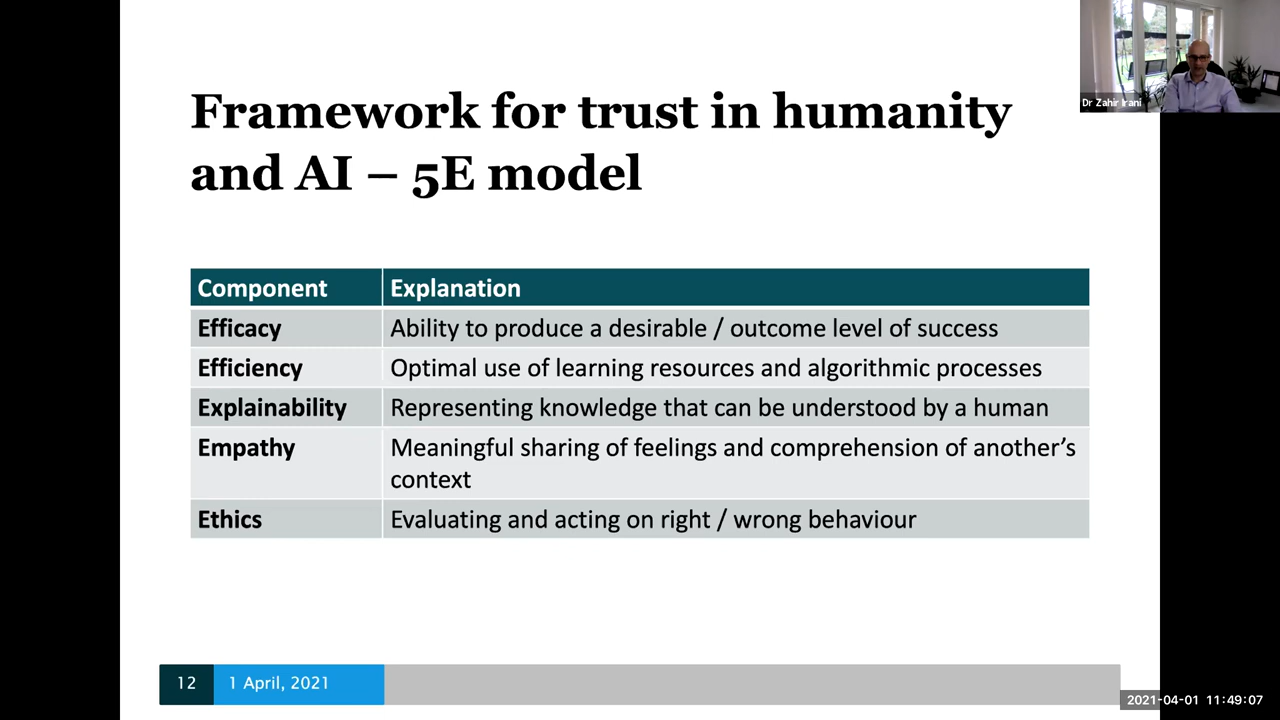 Dr Zahir Irani
Framework for trust in humanity
and AI – 5E model
Component Explanation
Efficacy Ability to produce a desirable / outcome level of success
Efficiency Optimal use of learning resources and algorithmic processes
Explainability Representing knowledge that can be understood by a human
Empathy Meaningful sharing of feelings and comprehension of another’s
context
Ethics Evaluating and acting on right / wrong behaviour
12 1 April, 2021
2021-04-01 11:49:07